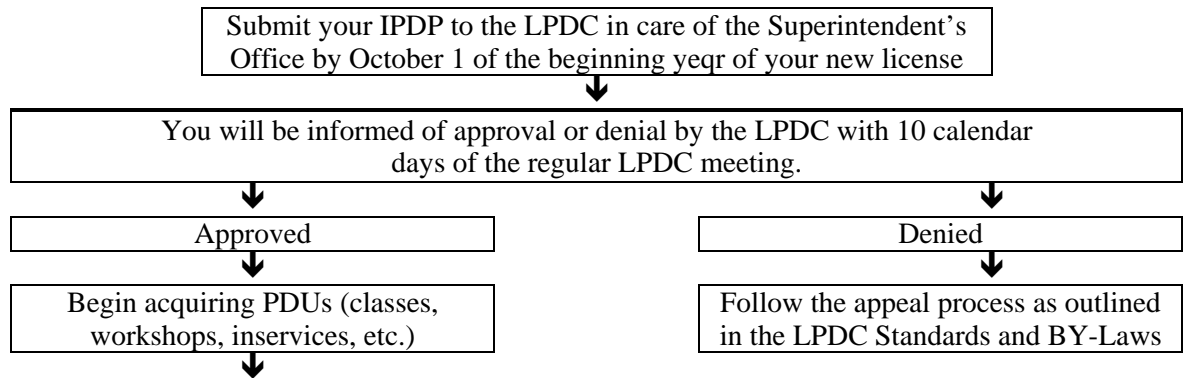 Submit your IPDP to the LPDC in care of the Superintendent’s
Office by October 1 of the beginning yeqr of your new license
You will be informed of approval or denial by the LPDC with 10 calendar
days of the regular LPDC meeting.
Approved
Denied
Begin acquiring PDUs (classes,
workshops, inservices, etc.)
Follow the appeal process as outlined
in the LPDC Standards and BY-Laws